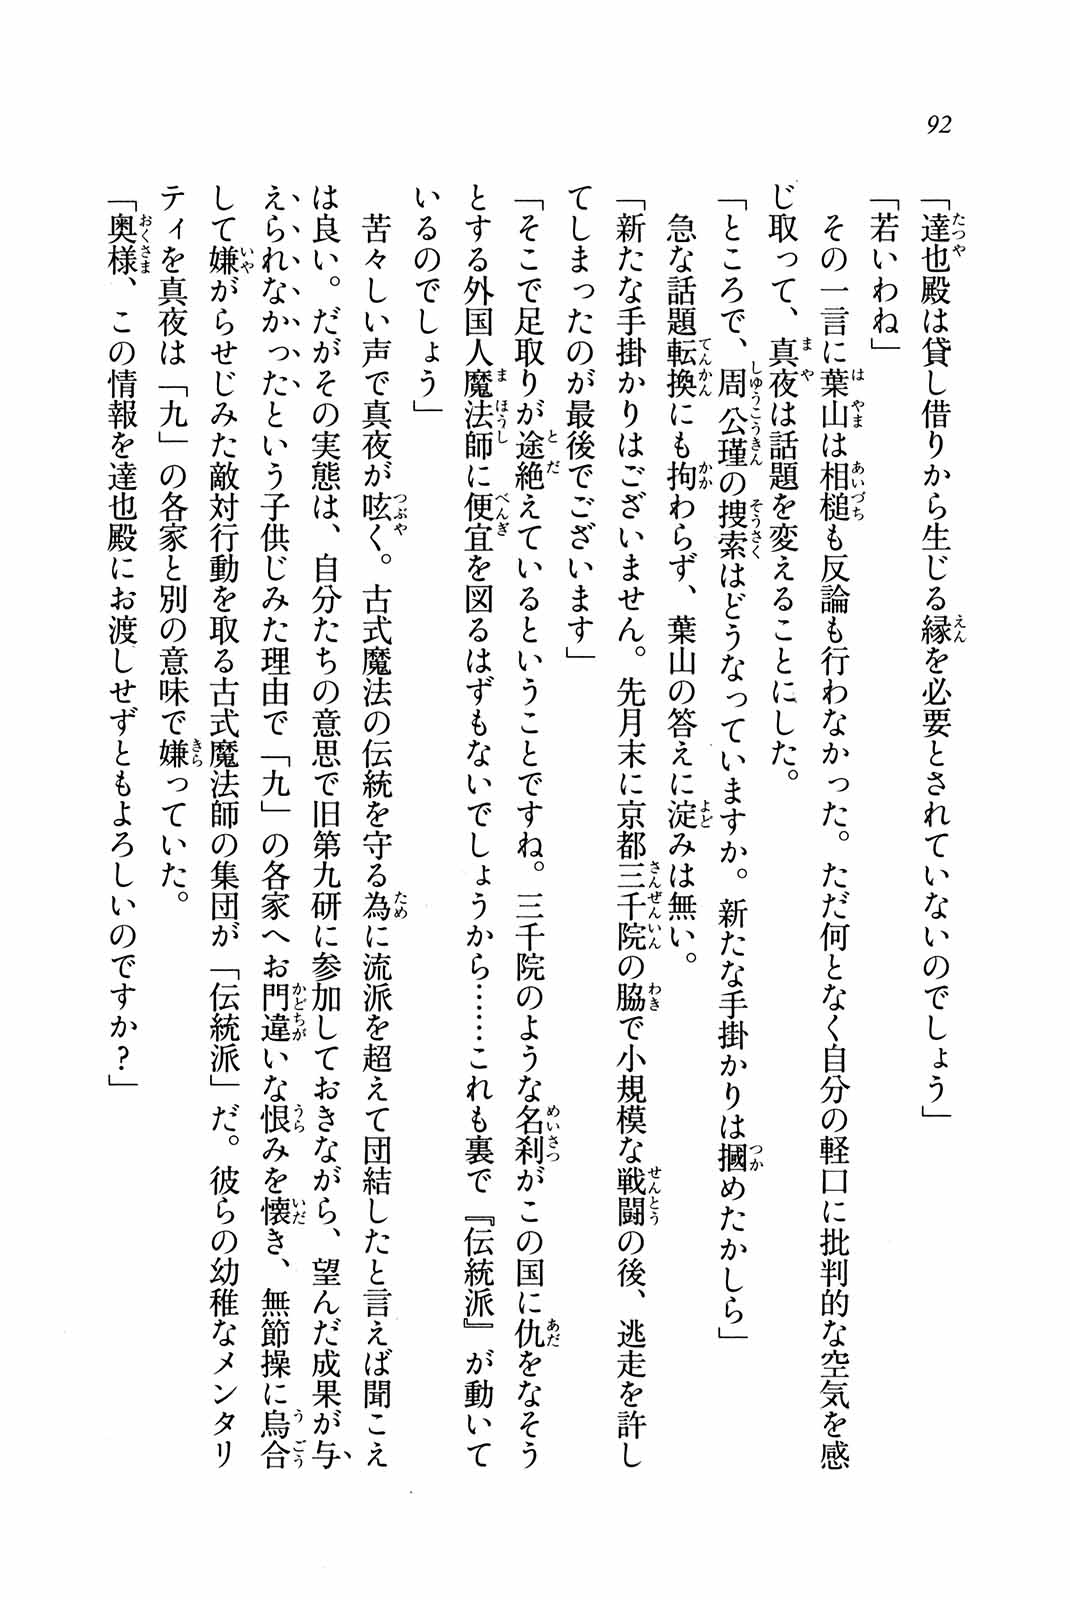 92
「達也殿は貸し借りから生じる縁を必要とされていないのでしょう」
「若いわね」
　その一言に葉山は相槌も反論も行わなかった。ただ何となく自分の軽口に批判的な空気を感
じ取って、真夜は話題を変えることにした。
「ところで、周公瑾の捜索はどうなっていますか。新たな手掛かりは摑めたかしら」
　急な話題転換にも拘わらず、葉山の答えに淀みは無い。
「新たな手掛かりはございません。先月末に京都三千院の脇で小規模な戦闘の後、逃走を許し
てしまったのが最後でございます」
「そこで足取りが途絶えているということですね。三千院のような名刹がこの国に仇をなそう
とする外国人魔法師に便宜を図るはずもないでしょうから……これも裏で『伝統派』が動いて
いるのでしょう」
　苦々しい声で真夜が呟く。古式魔法の伝統を守る為に流派を超えて団結したと言えば聞こえ
は良い。だがその実態は、自分たちの意思で旧第九研に参加しておきながら、望んだ成果が与
えられなかったという子供じみた理由で「九」の各家へお門違いな恨みを懐き、無節操に烏合
して嫌がらせじみた敵対行動を取る古式魔法師の集団が「伝統派」だ。彼らの幼稚なメンタリ
ティを真夜は「九」の各家と別の意味で嫌っていた。
「奥様、この情報を達也殿にお渡しせずともよろしいのですか？」